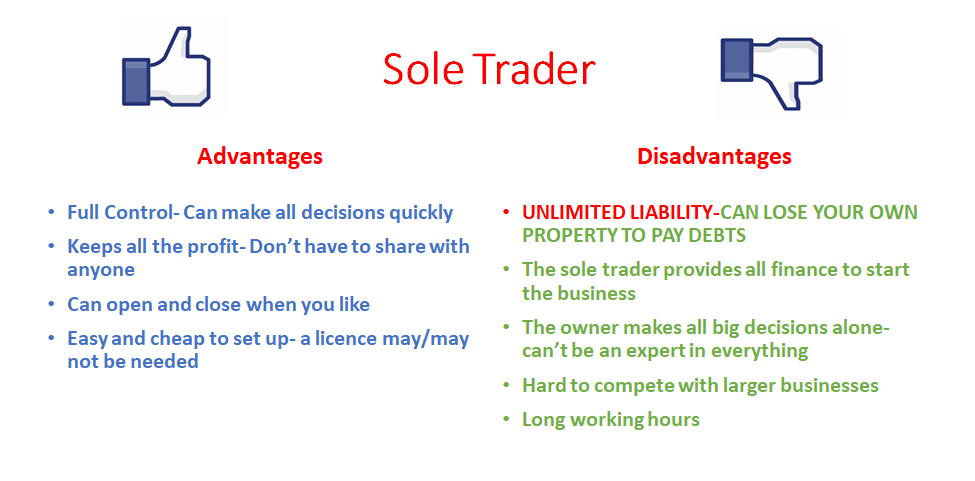 Sole Trader
Advantages
• Full Control- Can make all decisions quickly
• Keeps all the profit- Don’t have to share with
anyone
• Can open and close when you like
• Easy and cheap to set up- a licence may/may
not be needed
Disadvantages
• UNLIMITED LIABILITY-CAN LOSE YOUR OWN
PROPERTY TO PAY DEBTS
• The sole trader provides all finance to start
the business
• The owner makes all big decisions alone-
can’t be an expert in everything
• Hard to compete with larger businesses
• Long working hours